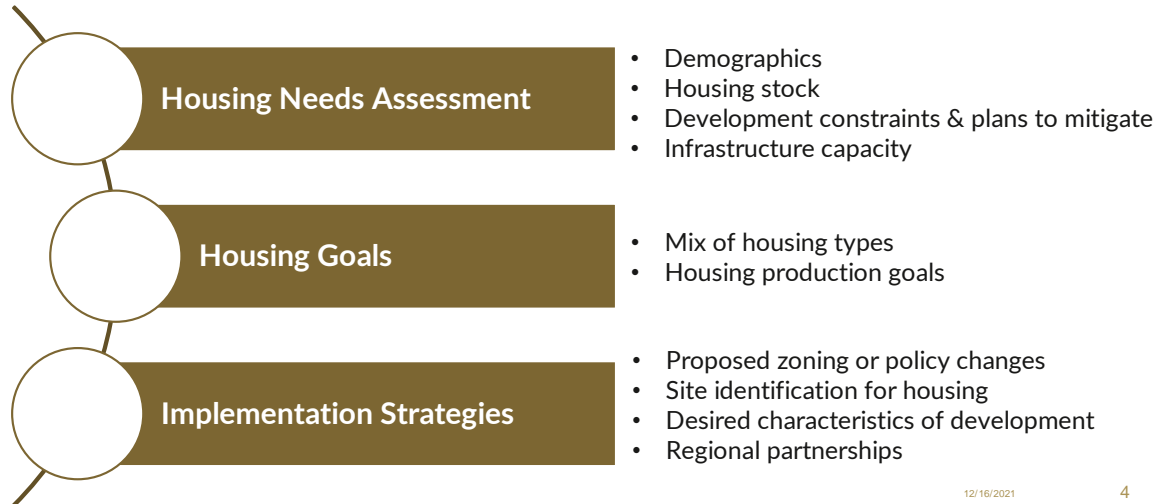 Housing Needs Assessment
• Demographics
• Housing stock
• Development constraints & plans to mitigate
• Infrastructure capacity
Housing Goals
• Mix of housing types
• Housing production goals
Implementation Strategies
• Proposed zoning or policy changes
• Site identification for housing
• Desired characteristics of development
• Regional partnerships
12/16/2021
4